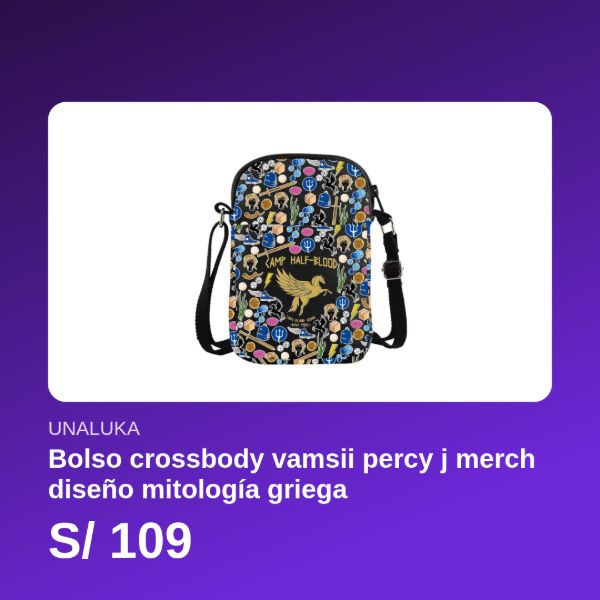 CAMP HALF-BLOOD
UNALUKA
Bolso crossbody vamsii percy j merch
diseño mitología griega
S/ 109